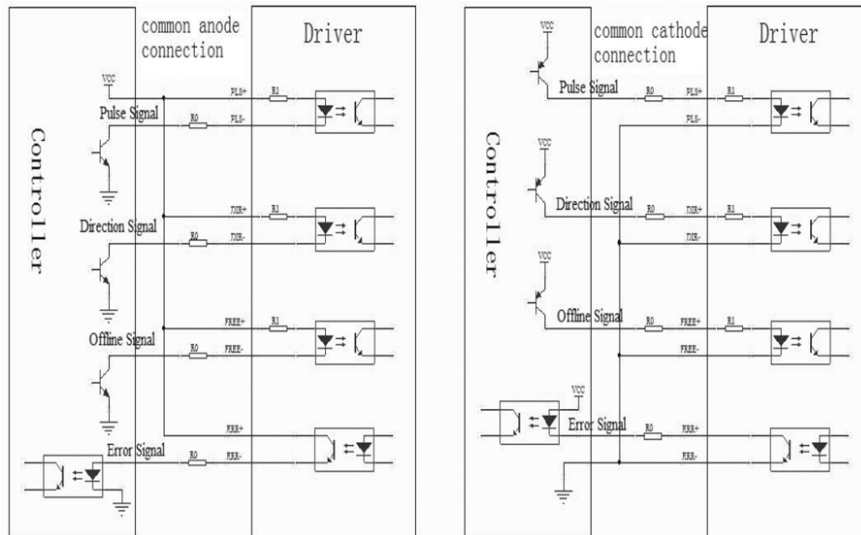 common anode
connection
Driver
VCC
PLS+
R1
Pulse Signal
R0
PLS-
Controller
DIR+
R1
Direction Signal
R0
DIR-
FREE+
R1
Offline Signal
R0
FREE-
ERR+
Error Signal
R0
ERR-
common cathode
connection
Driver
VCC
Pulse Signal
R0
PLS+
R1
PLS-
VCC
Controller
Direction Signal
R0
DIR+
R1
DIR-
VCC
Offline Signal
R0
FREE+
R1
FREE-
VCC
Error Signal
R0
ERR+
ERR-